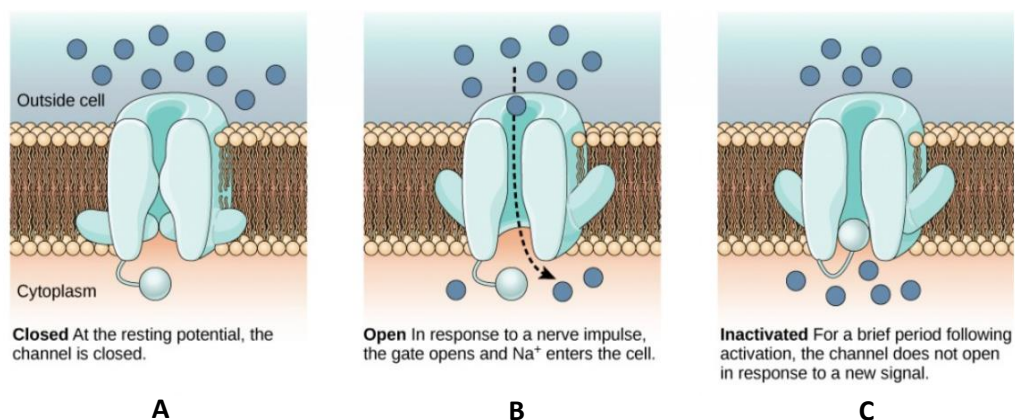 Outside cell
Cytoplasm
Closed At the resting potential, the
channel is closed.
A
Open In response to a nerve impulse,
the gate opens and Na⁺ enters the cell.
B
Inactivated For a brief period following
activation, the channel does not open
in response to a new signal.
C